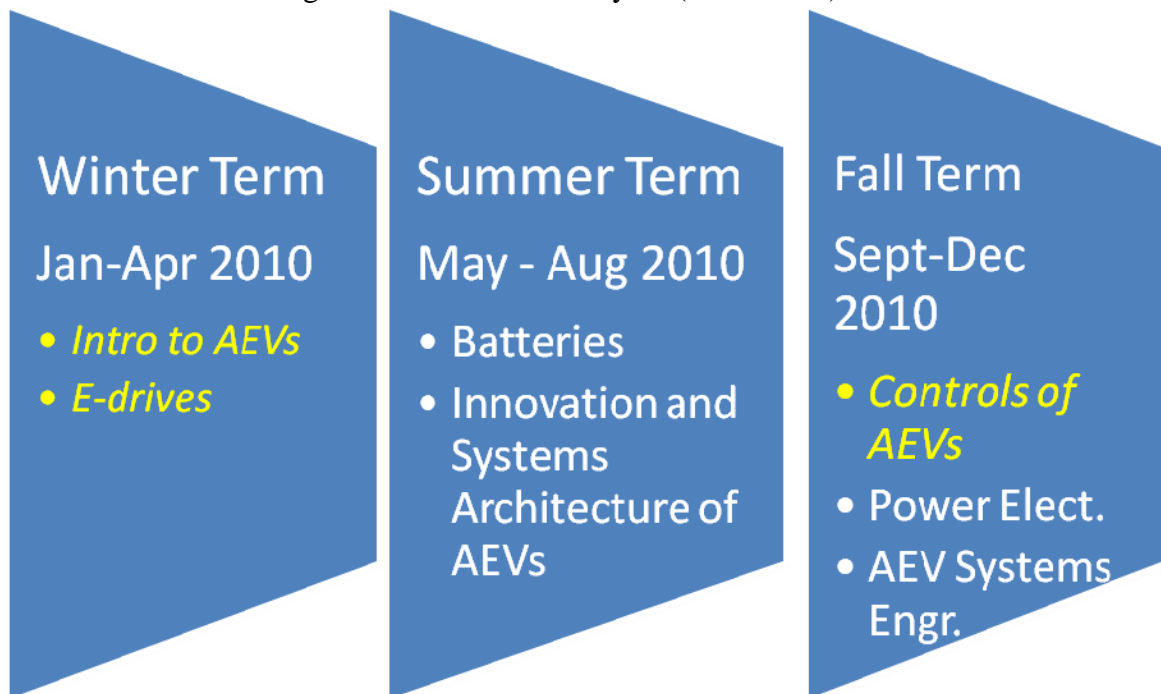 Winter Term
Jan-Apr 2010
• Intro to AEVs
• E-drives
Summer Term
May - Aug 2010
• Batteries
• Innovation and
Systems
Architecture of
AEVs
Fall Term
Sept-Dec
2010
• Controls of
AEVs
• Power Elect.
• AEV Systems
Engr.